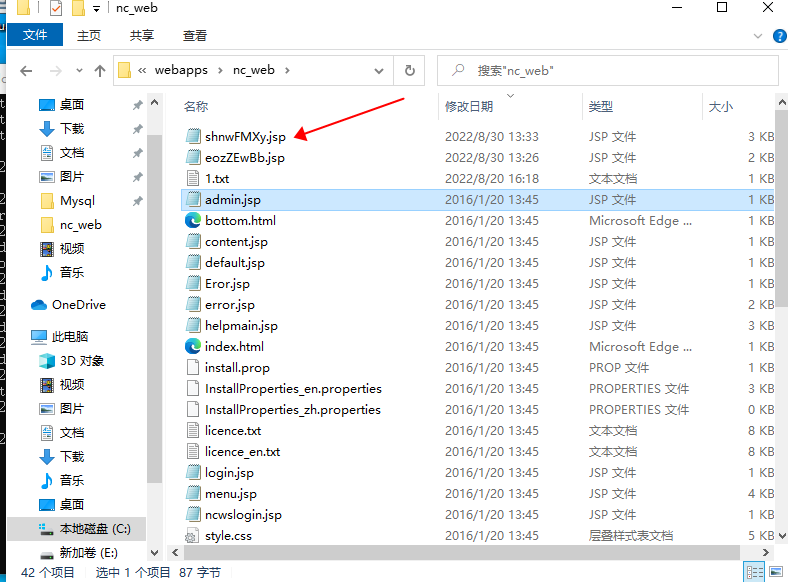 nc_web
文件 主页 共享 查看
« webapps › nc_web › 搜索"nc_web"
桌面
下载
文档
图片
Mysql
nc_web
视频
音乐
OneDrive
此电脑
3D 对象
视频
图片
文档
下载
音乐
桌面
本地磁盘 (C:)
新加卷 (E:)
名称 修改日期 类型 大小
shnwFMXy.jsp 2022/8/30 13:33 JSP 文件 3 KB
eozZEwBb.jsp 2022/8/30 13:26 JSP 文件 2 KB
1.txt 2022/8/20 16:18 文本文档 1 KB
admin.jsp 2016/1/20 13:45 JSP 文件 1 KB
bottom.html 2016/1/20 13:45 Microsoft Edge ... 1 KB
content.jsp 2016/1/20 13:45 JSP 文件 1 KB
default.jsp 2016/1/20 13:45 JSP 文件 1 KB
Eror.jsp 2016/1/20 13:45 JSP 文件 1 KB
error.jsp 2016/1/20 13:45 JSP 文件 2 KB
helpmain.jsp 2016/1/20 13:45 JSP 文件 3 KB
index.html 2016/1/20 13:45 Microsoft Edge ... 1 KB
install.prop 2016/1/20 13:45 PROP 文件 1 KB
InstallProperties_en.properties 2016/1/20 13:45 PROPERTIES 文件 3 KB
InstallProperties_zh.properties 2016/1/20 13:45 PROPERTIES 文件 0 KB
licence.txt 2016/1/20 13:45 文本文档 8 KB
licence_en.txt 2016/1/20 13:45 文本文档 8 KB
login.jsp 2016/1/20 13:45 JSP 文件 1 KB
menu.jsp 2016/1/20 13:45 JSP 文件 4 KB
ncwslogin.jsp 2016/1/20 13:45 JSP 文件 1 KB
style.css 2016/1/20 13:45 层叠样式表文档 5 KB
42 个项目 选中 1 个项目 87 字节